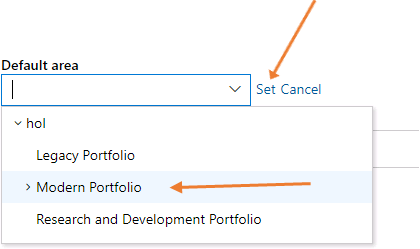 Default area
Set Cancel
hol
Legacy Portfolio
Modern Portfolio
Research and Development Portfolio